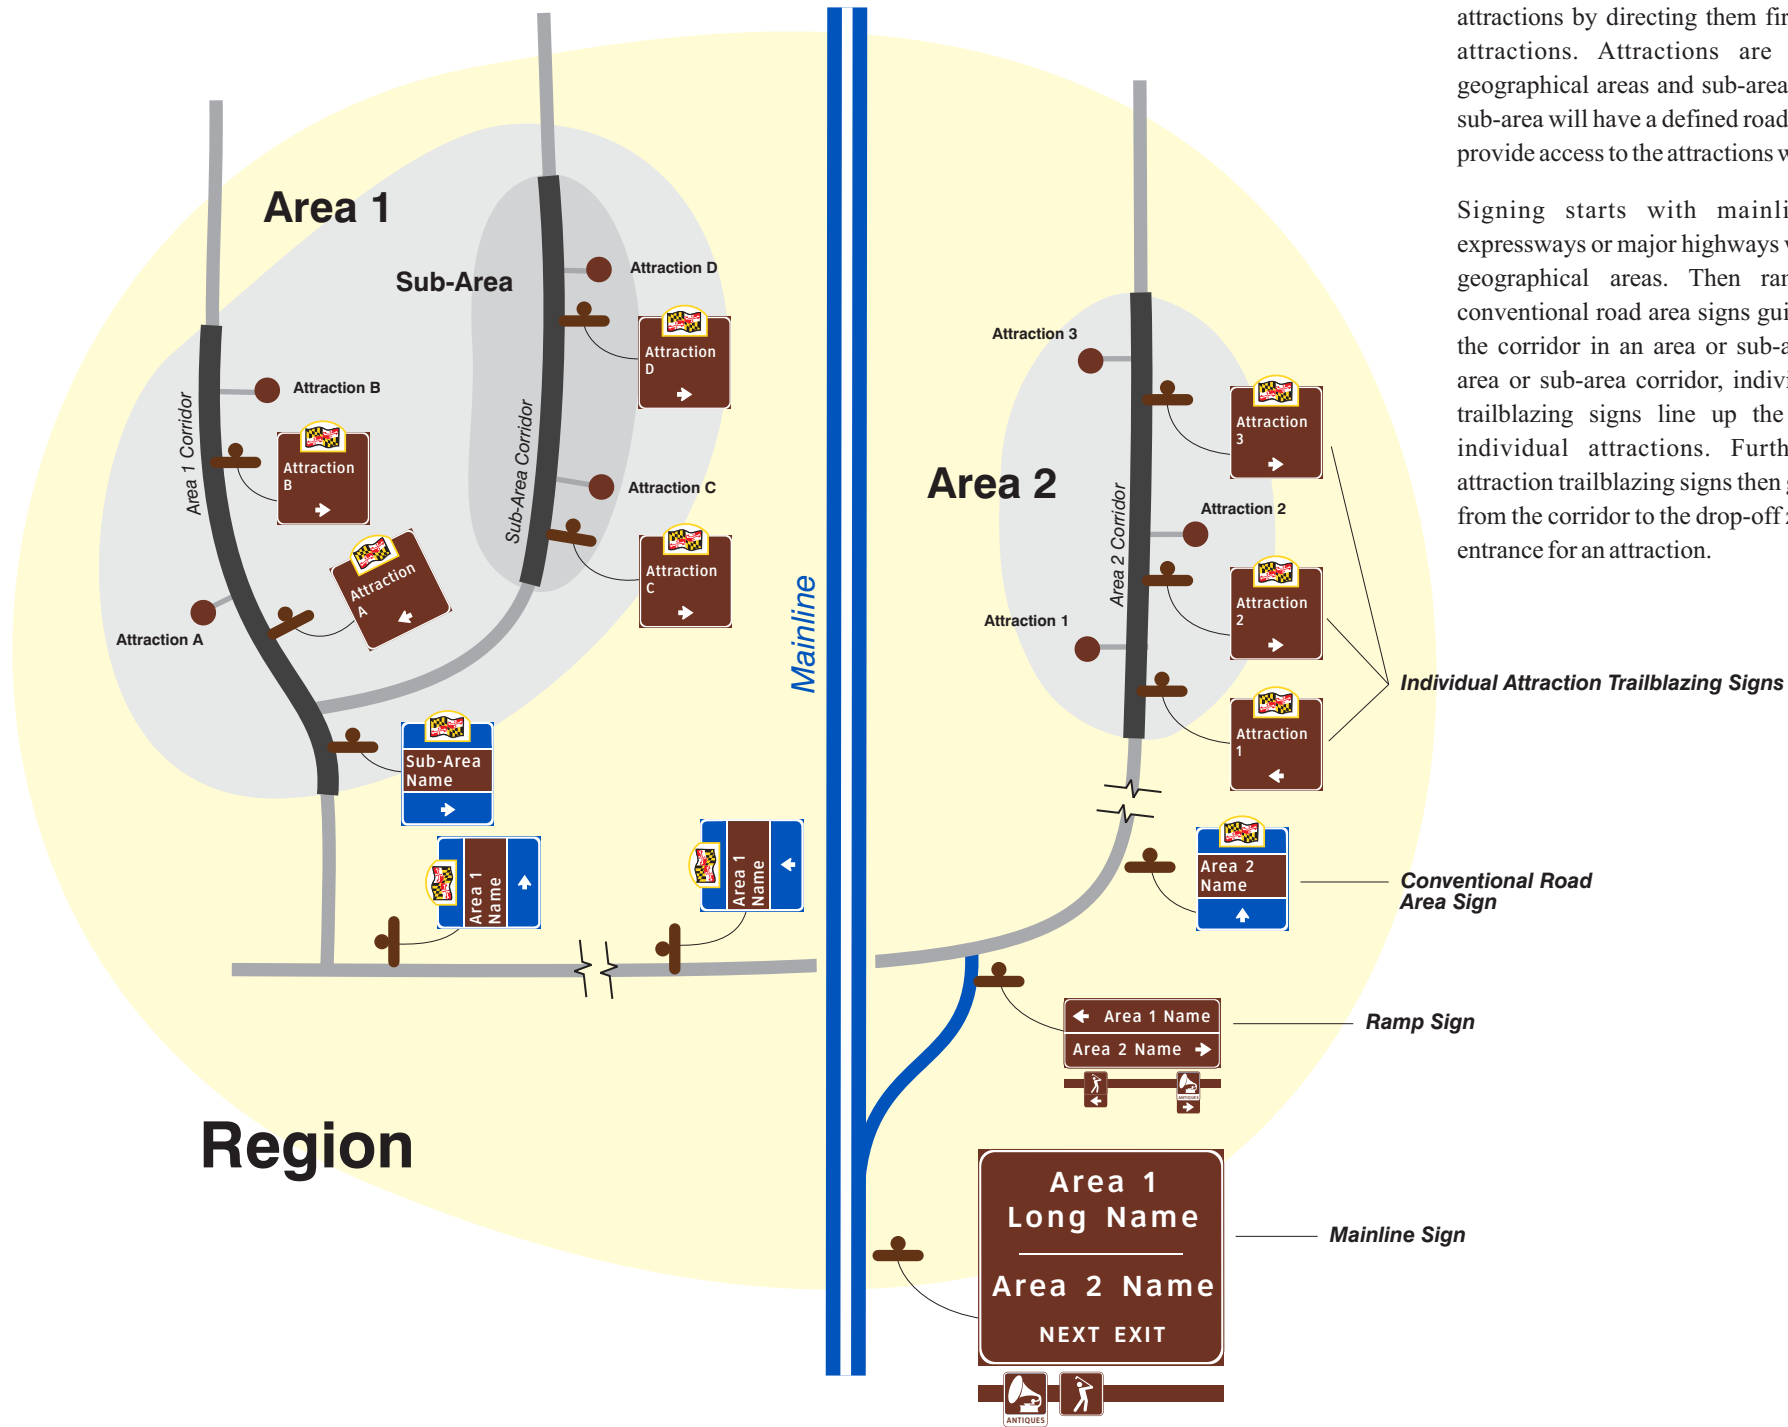 attractions by directing them fir
attractions. Attractions are
geographical areas and sub-area
sub-area will have a defined road
provide access to the attractions w
Signing starts with mainli
expressways or major highways v
geographical areas. Then ran
conventional road area signs gui
the corridor in an area or sub-a
area or sub-area corridor, indivi
trailblazing signs line up the
individual attractions. Furth
attraction trailblazing signs then g
from the corridor to the drop-off z
entrance for an attraction.
Area 1
Sub-Area
Attraction D
Attraction
D
Attraction B
Area 1 Corridor
Attraction
B
Sub-Area Corridor
Attraction C
Attraction
C
Attraction
A
Attraction A
Sub-Area
Name
Area 1
Name
Area 1
Name
Mainline
Area 2
Attraction 3
Attraction
3
Area 2 Corridor
Attraction 2
Attraction
2
Attraction 1
Attraction
1
Individual Attraction Trailblazing Signs
Area 2
Name
Conventional Road
Area Sign
Area 1 Name
Area 2 Name
ANTIQUES
Ramp Sign
Region
Area 1
Long Name
Area 2 Name
NEXT EXIT
Mainline Sign
ANTIQUES